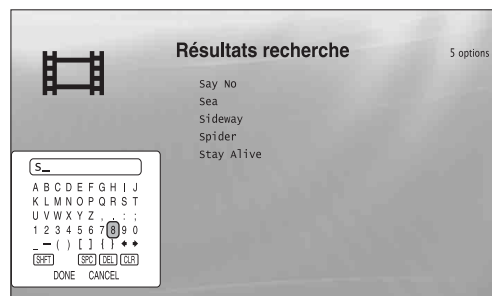 Résultats recherche
5 options
Say No
Sea
Sideway
Spider
Stay Alive
S_
A B C D E F G H I J
K L M N O P Q R S T
U V W X Y Z , . : ;
1 2 3 4 5 6 7 8 9 0
_ – ( ) [ ] { }
SHFT SPC DEL CLR
DONE CANCEL